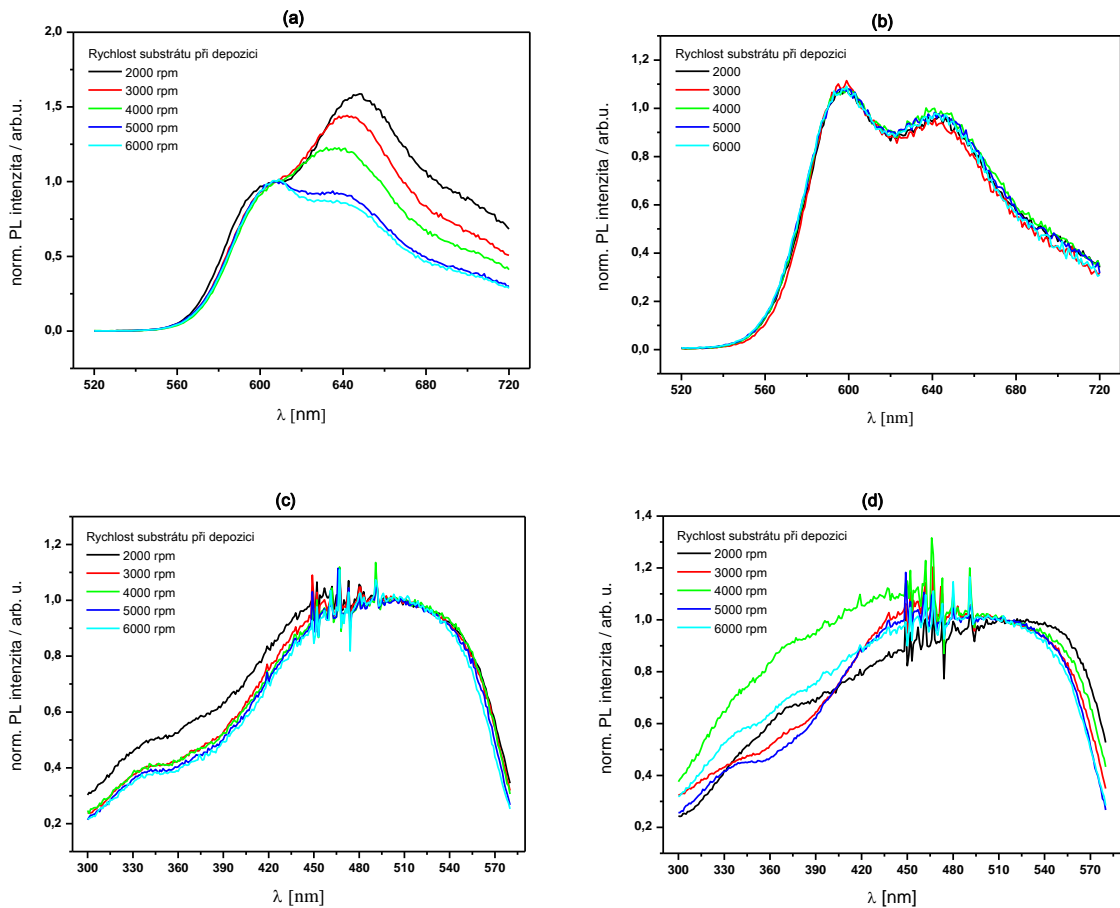 (a)
norm. PL intenzita / arb.u.
2,0
1,5
1,0
0,5
0,0
Rychlost substrátu při depozici
2000 rpm
3000 rpm
4000 rpm
5000 rpm
6000 rpm
520 560 600 640 680 720
λ [nm]
(b)
norm. PL intenzita / arb.u.
1,2
1,0
0,8
0,6
0,4
0,2
0,0
Rychlost substrátu při depozici
2000
3000
4000
5000
6000
520 560 600 640 680 720
λ [nm]
(c)
norm. PL intenzita / arb. u.
1,2
1,0
0,8
0,6
0,4
0,2
Rychlost substrátu při depozici
2000 rpm
3000 rpm
4000 rpm
5000 rpm
6000 rpm
300 330 360 390 420 450 480 510 540 570
λ [nm]
(d)
norm. PL intenzita / arb. u.
1,4
1,2
1,0
0,8
0,6
0,4
0,2
Rychlost substrátu při depozici
2000 rpm
3000 rpm
4000 rpm
5000 rpm
6000 rpm
300 330 360 390 420 450 480 510 540 570
λ [nm]